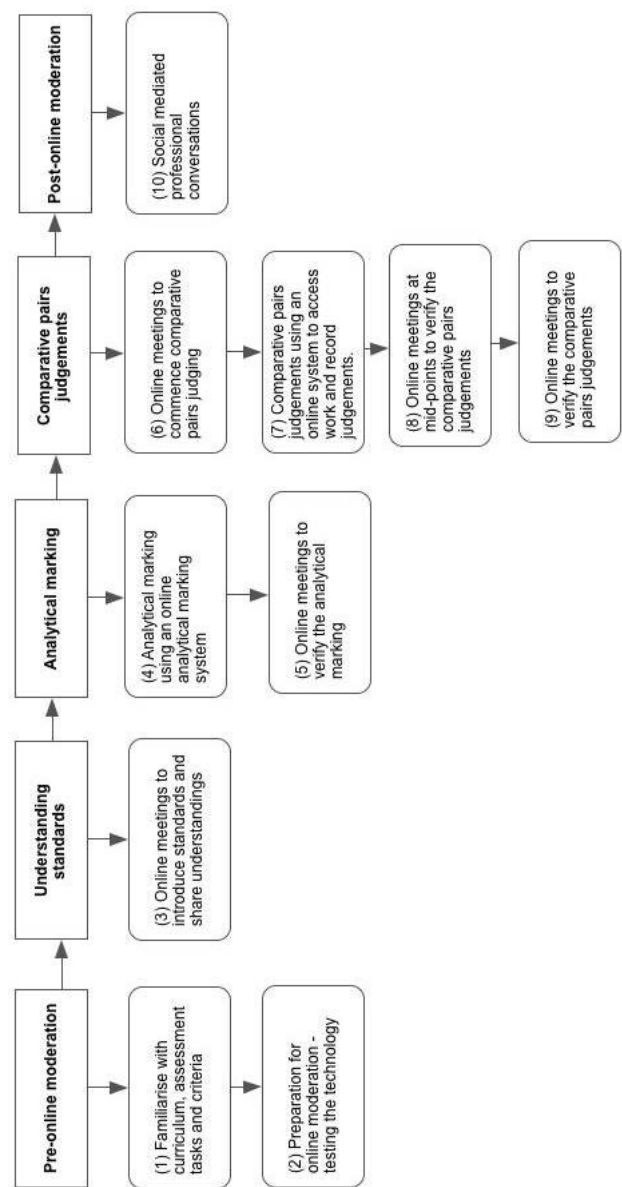 Pre-online moderation
(1) Familiarise with
curriculum, assessment
tasks and criteria
(2) Preparation for
online moderation -
testing the technology
Understanding
standards
(3) Online meetings to
introduce standards and
share understandings
Analytical marking
(4) Analytical marking
using an online
analytical marking
system
(5) Online meetings to
verify the analytical
marking
Comparative pairs
judgements
(6) Online meetings to
commence comparative
pairs judging
(7) Comparative pairs
judgements using an
online system to access
work and record
judgements.
(8) Online meetings at
mid-points to verify the
comparative pairs
judgements
(9) Online meetings to
verify the comparative
pairs judgements
Post-online moderation
(10) Social mediated
professional
conversations